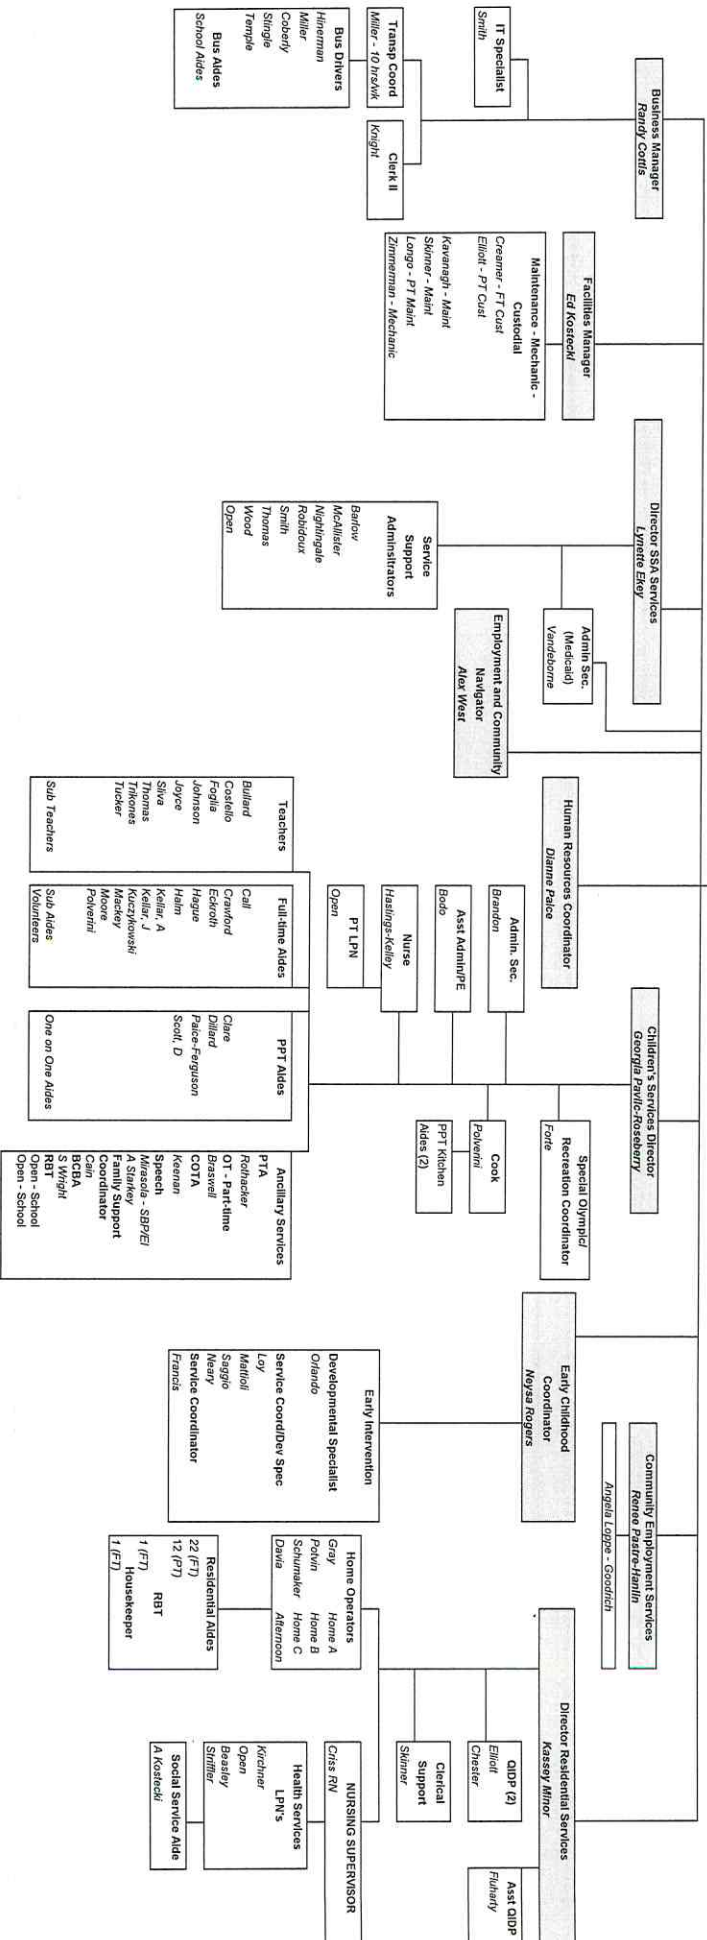 Business Manager
Randy Cottis
IT Specialist
Smith
Transp Coord
Miller - 10 hrs/wk
Clerk II
Knight
Bus Drivers
Hinerman
Miller
Coberly
Stingle
Temple
Bus Aides
School Aides
Facilities Manager
Ed Kostecki
Maintenance - Mechanic -
Custodial
Creamer - FT Cust
Elliott - PT Cust
Kavanagh - Maint
Skinner - Maint
Longo - PT Maint
Zimmerman - Mechanic
Director SSA Services
Lynette Ekey
Admin Sec.
(Medicaid)
Vandeborne
Service
Support
Adminsitrators
Barlow
McAllister
Nightingale
Robidoux
Smith
Thomas
Wood
Open
Employment and Community
Navigator
Alex West
Human Resources Coordinator
Dianne Paice
Children's Services Director
Georgia Pavlic-Roseberry
Special Olympic/
Recreation Coordinator
Forte
Admin. Sec.
Brandon
Asst Admin/PE
Bodo
Cook
Polverini
PPT Kitchen
Aides (2)
Nurse
Hastings-Kelley
PT LPN
Open
Teachers
Bullard
Costello
Foglia
Johnson
Joyce
Silva
Thomas
Trikones
Tucker
Sub Teachers
Full-time Aides
Call
Crawford
Eckroth
Hague
Halm
Kellar, A
Kellar, J
Kuczykowski
Mackey
Moore
Polverini
Sub Aides
Volunteers
PPT Aides
Clare
Dillard
Paice-Ferguson
Scott, D
One on One Aides
Ancillary Services
PTA
Rothacker
OT - Part-time
Braswell
COTA
Keenan
Speech
Mirasola - SBP/EI
A Starkey
Family Support
Coordinator
Cain
BCBA
S Wright
RBT
Open - School
Open - School
Early Childhood
Coordinator
Neysa Rogers
Early Intervention
Developmental Specialist
Orlando
Service Coord/Dev Spec
Loy
Mattioli
Saggio
Neary
Service Coordinator
Francis
Community Employment Services
Renee Pastre-Hanlin
Angela Loppe - Goodrich
Director Residential Services
Kassey Minor
QIDP (2)
Elliott
Chester
Asst QIDP
Fluharty
Clerical
Support
Skinner
Home Operators
Gray Home A
Potvin Home B
Schumaker Home C
Davia Afternoon
Residential Aides
22 (FT)
12 (PT)
RBT
1 (FT)
Housekeeper
1 (FT)
NURSING SUPERVISOR
Criss RN
Health Services
LPN's
Kirchner
Open
Beasley
Striffler
Social Service Aide
A Kostecki